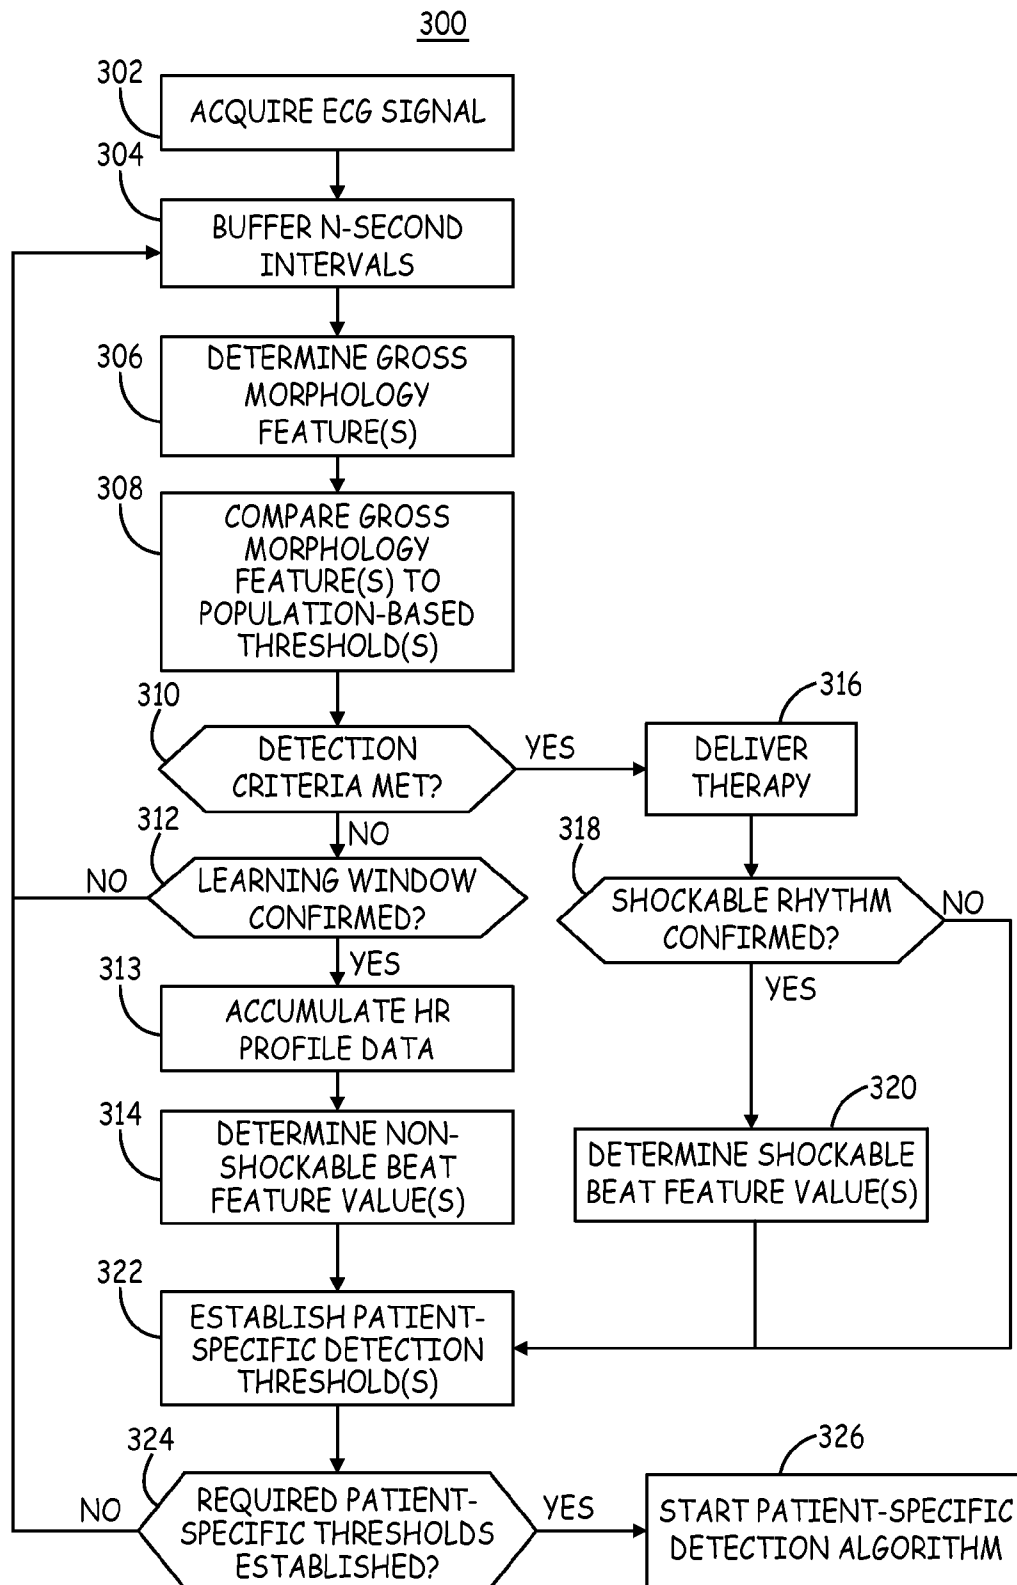 300
302
ACQUIRE ECG SIGNAL
304
BUFFER N-SECOND
INTERVALS
306
DETERMINE GROSS
MORPHOLOGY
FEATURE(S)
308
COMPARE GROSS
MORPHOLOGY
FEATURE(S) TO
POPULATION-BASED
THRESHOLD(S)
310
DETECTION
CRITERIA MET?
YES
316
DELIVER
THERAPY
NO
312
LEARNING WINDOW
CONFIRMED?
NO
YES
318
SHOCKABLE RHYTHM
CONFIRMED?
NO
YES
313
ACCUMULATE HR
PROFILE DATA
314
DETERMINE NON-
SHOCKABLE BEAT
FEATURE VALUE(S)
320
DETERMINE SHOCKABLE
BEAT FEATURE VALUE(S)
322
ESTABLISH PATIENT-
SPECIFIC DETECTION
THRESHOLD(S)
324
REQUIRED PATIENT-
SPECIFIC THRESHOLDS
ESTABLISHED?
NO
YES
326
START PATIENT-SPECIFIC
DETECTION ALGORITHM